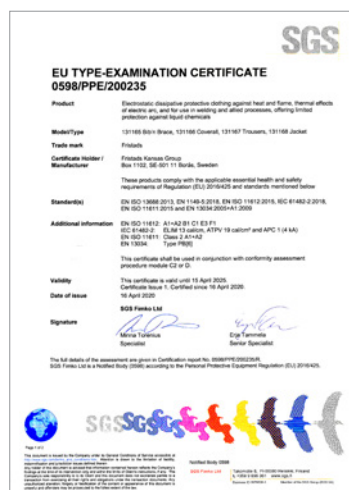 SGS
EU TYPE-EXAMINATION CERTIFICATE
0598/PPE/200235
Product Electrostatic dissipative protective clothing against heat and flame, thermal effects
of electric arc, and for use in welding and allied processes, offering limited
protection against liquid chemicals
Model/Type 131165 Bib'n Brace, 131166 Coverall, 131167 Trousers, 131168 Jacket
Trade mark Fristads
Certificate Holder / Fristads Kansas Group
Manufacturer Box 1102, SE-501 11 Borås, Sweden
These products comply with the applicable essential health and safety
requirements of Regulation (EU) 2016/425 and standards mentioned below
Standard(s) EN ISO 13688:2013, EN 1149-5:2018, EN ISO 11612:2015, IEC 61482-2:2018,
EN ISO 11611:2015 and EN 13034:2005+A1:2009
Additional information EN ISO 11612: A1+A2 B1 C1 E3 F1
IEC 61482-2: ELIM 13 cal/cm, ATPV 19 cal/cm² and APC 1 (4 kA)
EN ISO 11611: Class 2 A1+A2
EN 13034: Type PB[6]
This certificate shall be used in conjunction with conformity assessment
procedure module C2 or D.
Validity This certificate is valid until 15 April 2025.
Certificate Issue 1. Certified since 16 April 2020.
Date of issue 16 April 2020
SGS Fimko Ltd
Signature
Minna Torenius Erja Tammela
Specialist Senior Specialist
The full details of the assessment are given in Certification report No. 0598/PPE/200235/R.
SGS Fimko Ltd is a Notified Body (0598) according to the Personal Protective Equipment Regulation (EU) 2016/425.
SGS SGS SGS
Page 1 of 2
Notified Body 0598
SGS Fimko Ltd